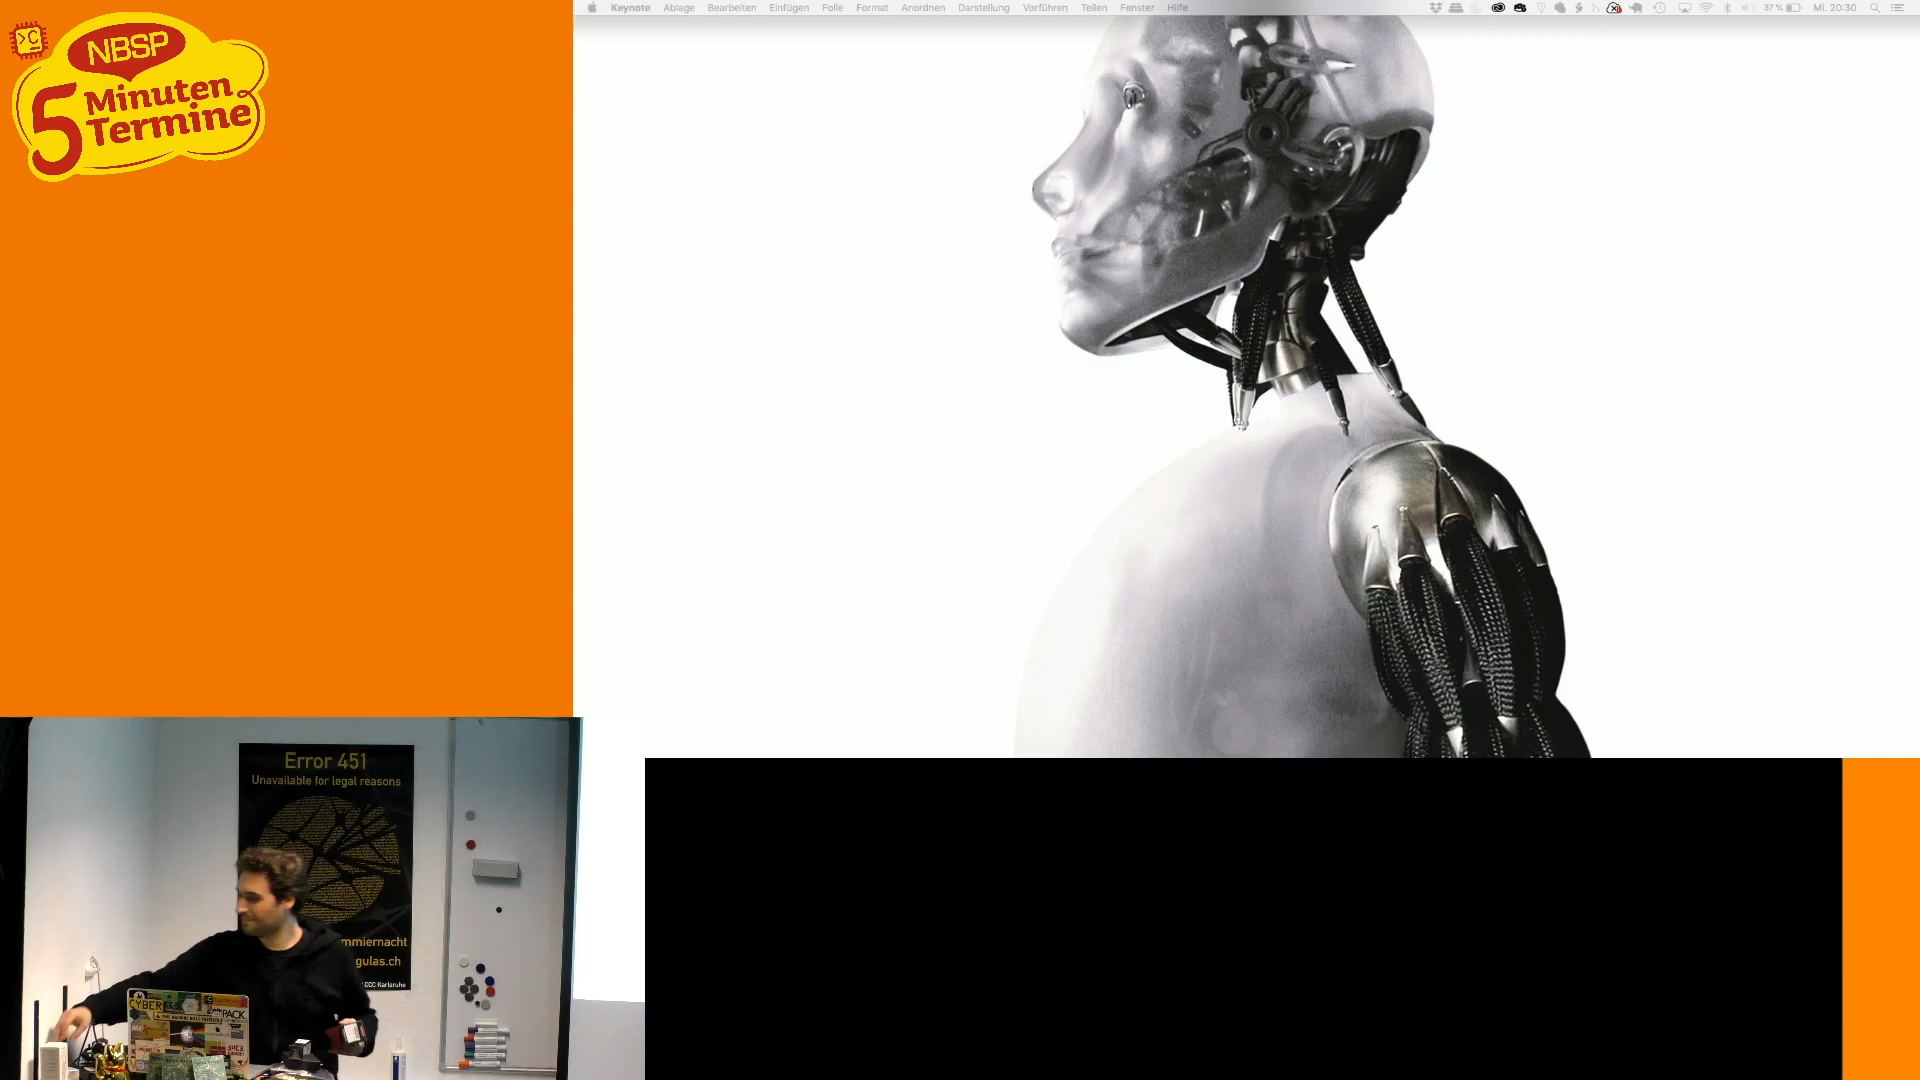 >C_
NBSP
5 Minuten
Termine
Keynote Ablage Bearbeiten Einfügen Folie Format Anordnen Darstellung Vorführen Teilen Fenster Hilfe
37 % Mi. 20:30
Error 451
Unavailable for legal reasons
mmiernacht
gulas.ch
CCC Karlsruhe
CYBER
PACK.